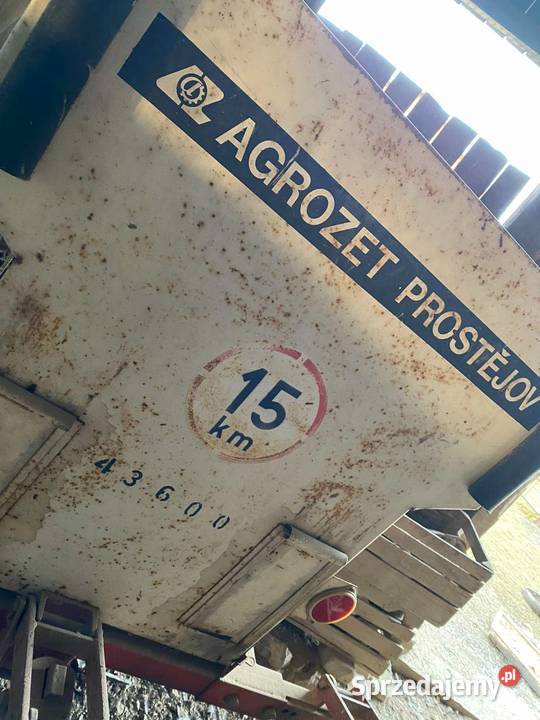 AGROZET PROSTĚJOV
15
km
43600
Sprzedajemy.pl